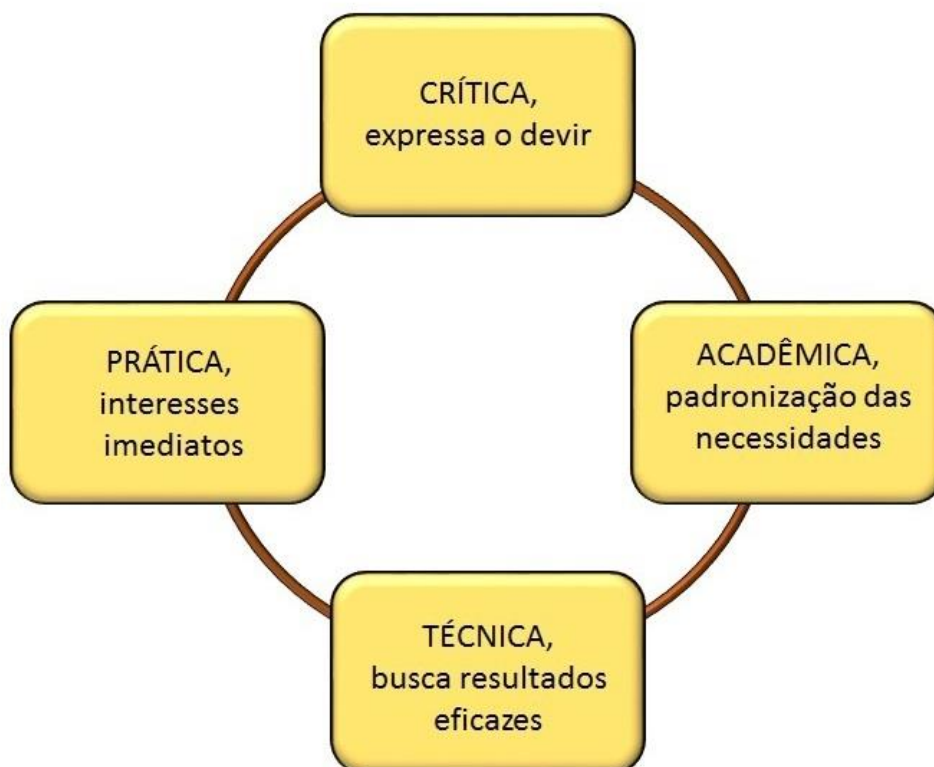 CRÍTICA,
expressa o devir
PRÁTICA,
interesses
imediatos
ACADÊMICA,
padronização das
necessidades
TÉCNICA,
busca resultados
eficazes